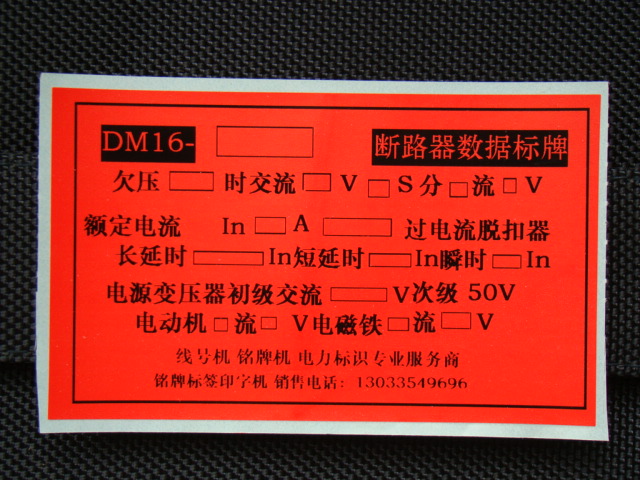 DM16- 断路器数据标牌
欠压 □ 时交流 □ V □ S分 □ 流 □ V
额定电流 In □ A □ 过电流脱扣器
长延时 □ In短延时 □ In瞬时 □ In
电源变压器初级交流 □ V次级 50V
电动机 □ 流 □ V电磁铁 □ 流 □ V
线号机 铭牌机 电力标识专业服务商
铭牌标签印字机 销售电话：13033549696